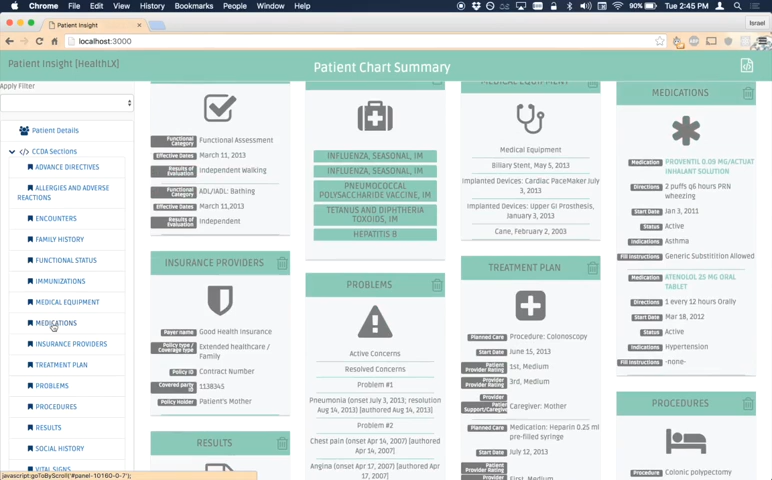 Chrome File Edit View History Bookmarks People Window Help
90% Tue 2:45 PM
Patient Insight
Israel
localhost:3000
Patient Insight [HealthLX]
Patient Chart Summary
Apply Filter
Patient Details
CCDA Sections
ADVANCE DIRECTIVES
ALLERGIES AND ADVERSE
REACTIONS
ENCOUNTERS
FAMILY HISTORY
FUNCTIONAL STATUS
IMMUNIZATIONS
MEDICAL EQUIPMENT
MEDICATIONS
INSURANCE PROVIDERS
TREATMENT PLAN
PROBLEMS
PROCEDURES
RESULTS
SOCIAL HISTORY
VITAL SIGNS
javascript:goToByScroll('#panel-10160-0-7');
Functional Category Functional Assessment
Effective Dates March 11, 2013
Results of Evaluation Independent Walking
Functional Category ADL/IADL: Bathing
Effective Dates March 11,2013
Results of Evaluation Independent
INSURANCE PROVIDERS
Payer name Good Health Insurance
Policy type / Coverage type Extended healthcare /
Family
Policy ID Contract Number
Covered party ID 1138345
Policy Holder Patient's Mother
RESULTS
INFLUENZA, SEASONAL, IM
INFLUENZA, SEASONAL, IM
PNEUMOCOCCAL
POLYSACCHARIDE VACCINE, IM
TETANUS AND DIPHTHERIA
TOXOIDS, IM
HEPATITIS B
PROBLEMS
Active Concerns
Resolved Concerns
Problem #1
Pneumonia (onset July 3, 2013; resolution
Aug 14, 2013) [authored Aug 14, 2013]
Problem #2
Chest pain (onset Apr 14, 2007) [authored
Apr 14, 2007]
Angina (onset Apr 17, 2007) [authored Apr
17, 2007]
MEDICAL EQUIPMENT
Medical Equipment
Biliary Stent, May 5, 2013
Implanted Devices: Cardiac PaceMaker July
3, 2013
Implanted Devices: Upper GI Prosthesis,
January 3, 2013
Cane, February 2, 2003
TREATMENT PLAN
Planned Care Procedure: Colonoscopy
Start Date June 15, 2013
Patient Provider Rating 1st, Medium
Provider Rating 3rd, Medium
Provider Support/Caregiver Caregiver: Mother
Planned Care Medication: Heparin 0.25 ml
pre-filled syringe
Start Date July 12, 2013
Patient Provider Rating First, Medium
MEDICATIONS
Medication PROVENTIL 0.09 MG/ACTUAT
INHALANT SOLUTION
Directions 2 puffs q6 hours PRN
wheezing
Start Date Jan 3, 2011
Status Active
Indications Asthma
Fill Instructions Generic Substitition Allowed
Medication ATENOLOL 25 MG ORAL
TABLET
Directions 1 every 12 hours Orally
Start Date Mar 18, 2012
Status Active
Indications Hypertension
Fill Instructions -none-
PROCEDURES
Procedure Colonic polypectomy